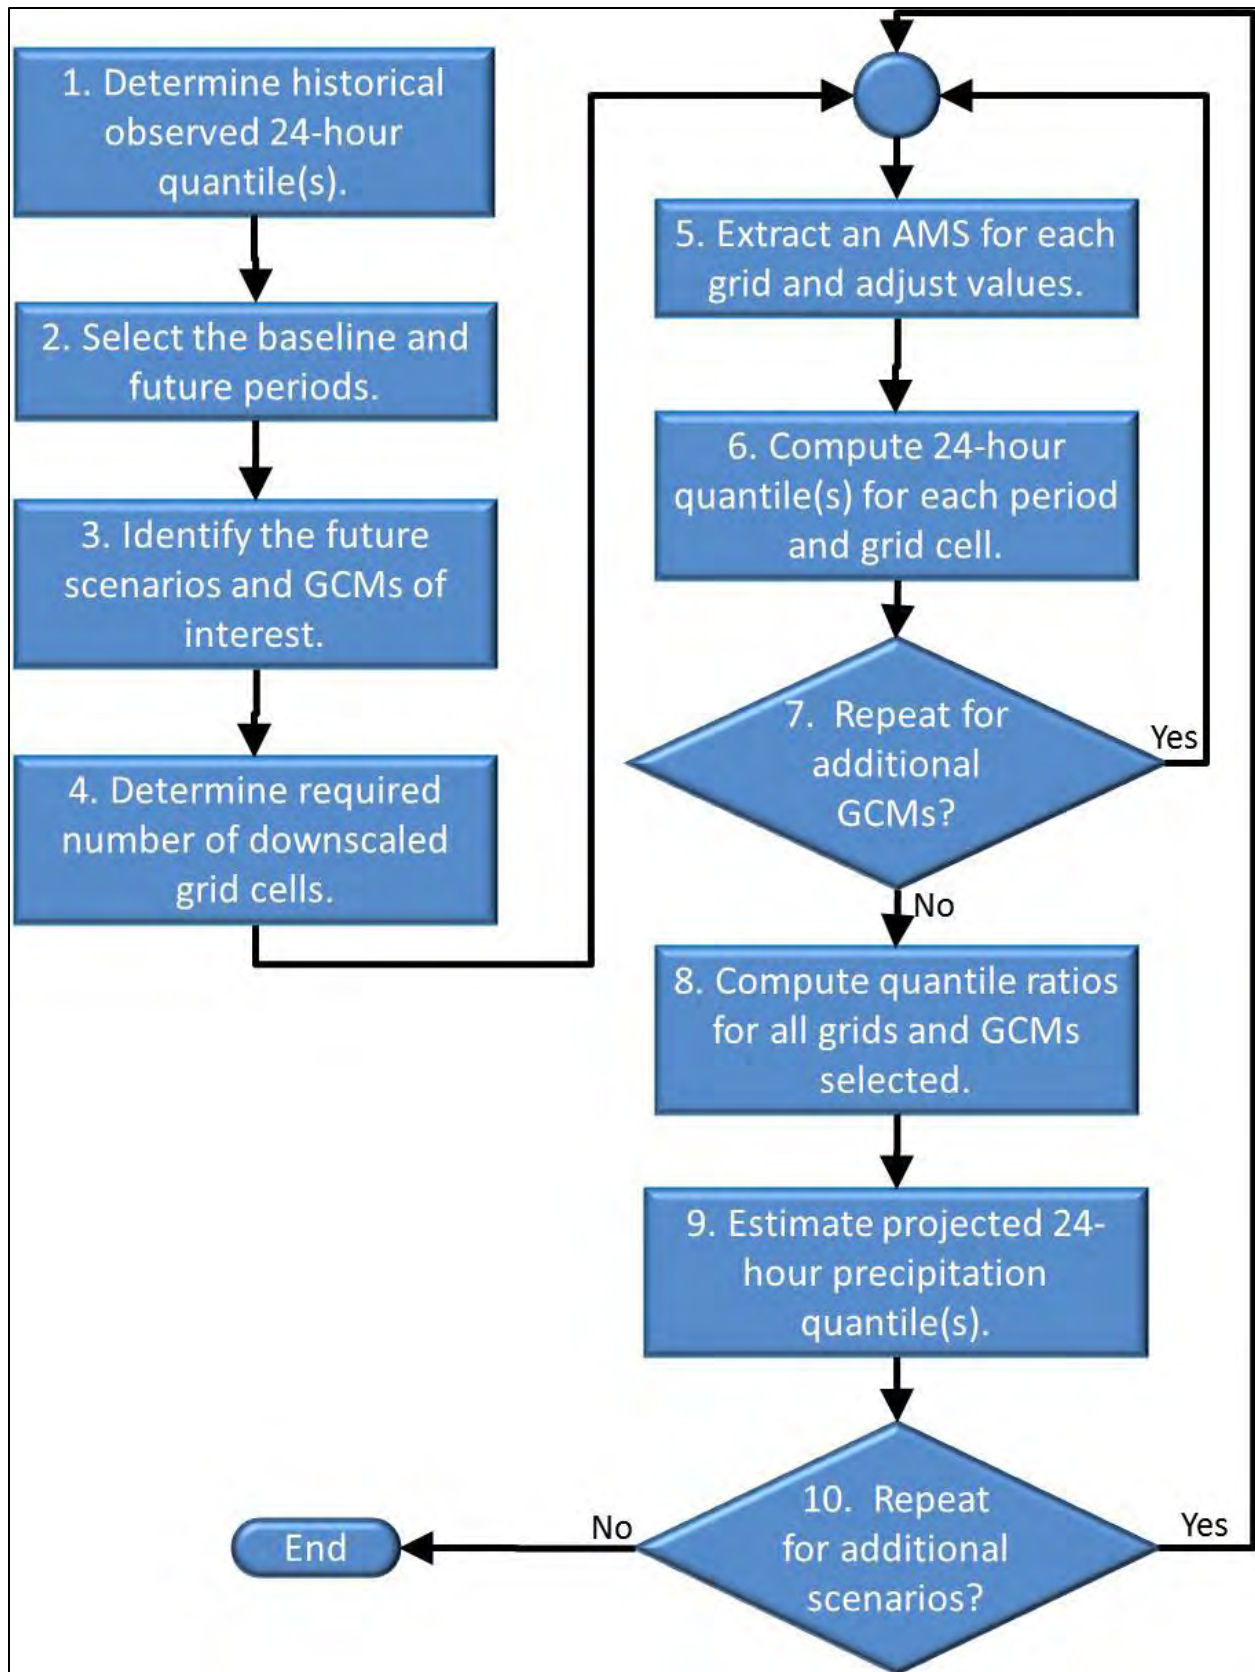 1. Determine historical
observed 24-hour
quantile(s).
2. Select the baseline and
future periods.
3. Identify the future
scenarios and GCMs of
interest.
4. Determine required
number of downscaled
grid cells.
5. Extract an AMS for each
grid and adjust values.
6. Compute 24-hour
quantile(s) for each period
and grid cell.
7. Repeat for
additional
GCMs?
Yes
No
8. Compute quantile ratios
for all grids and GCMs
selected.
9. Estimate projected 24-
hour precipitation
quantile(s).
10. Repeat
for additional
scenarios?
Yes
No
End